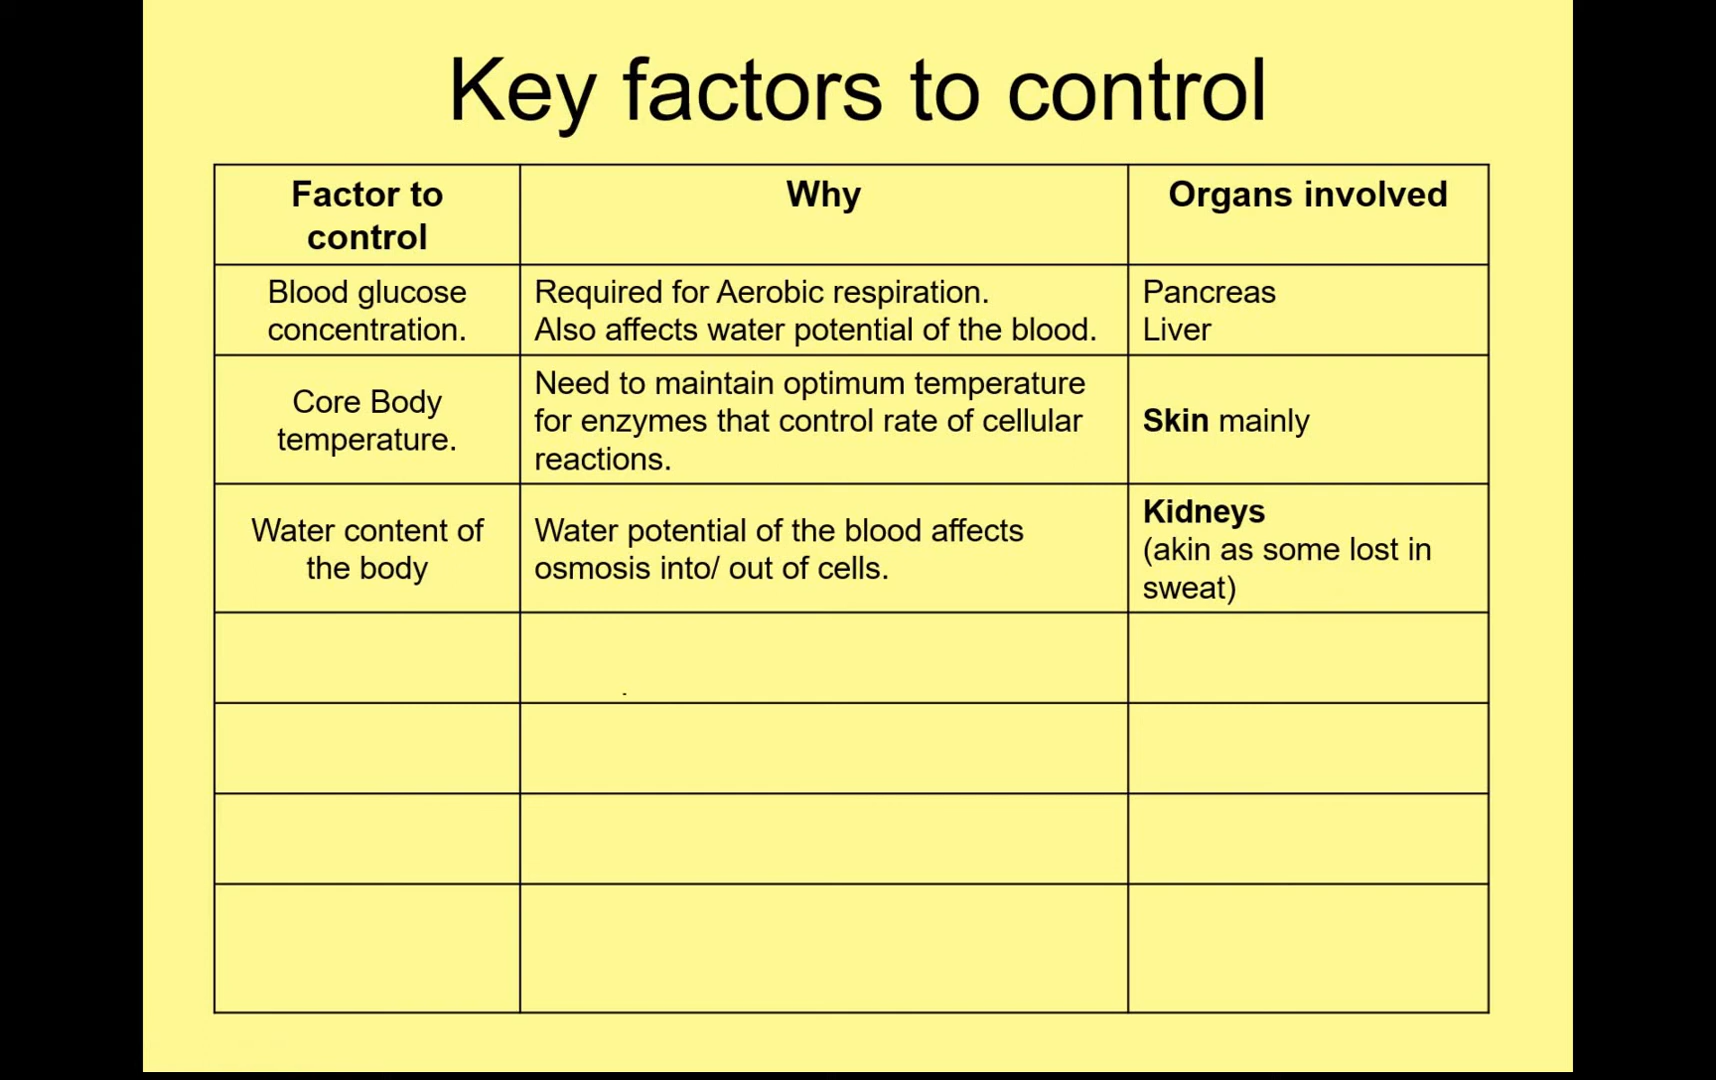 Key factors to control
Factor to
control
Why
Organs involved
Blood glucose
concentration.
Required for Aerobic respiration.
Also affects water potential of the blood.
Pancreas
Liver
Core Body
temperature.
Need to maintain optimum temperature
for enzymes that control rate of cellular
reactions.
Skin mainly
Water content of
the body
Water potential of the blood affects
osmosis into/ out of cells.
Kidneys
(akin as some lost in
sweat)
.